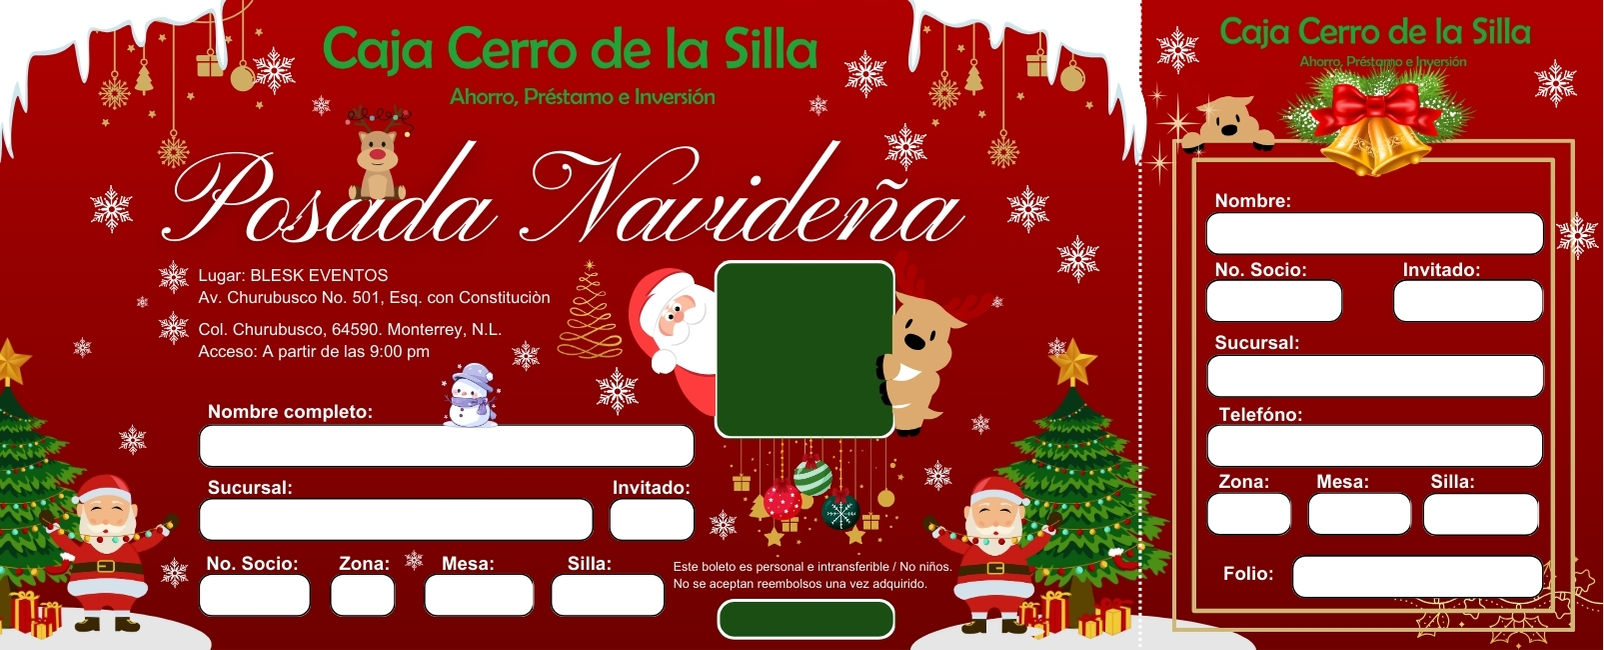 Caja Cerro de la Silla
Ahorro, Préstamo e Inversión
Posada Navideña
Lugar: BLESK EVENTOS
Av. Churubusco No. 501, Esq. con Constituciòn
Col. Churubusco, 64590. Monterrey, N.L.
Acceso: A partir de las 9:00 pm
Nombre completo:
Sucursal: Invitado:
No. Socio: Zona: Mesa: Silla:
Este boleto es personal e intransferible / No niños.
No se aceptan reembolsos una vez adquirido.
Caja Cerro de la Silla
Ahorro, Préstamo e Inversión
Nombre:
No. Socio: Invitado:
Sucursal:
Telefóno:
Zona: Mesa: Silla:
Folio: